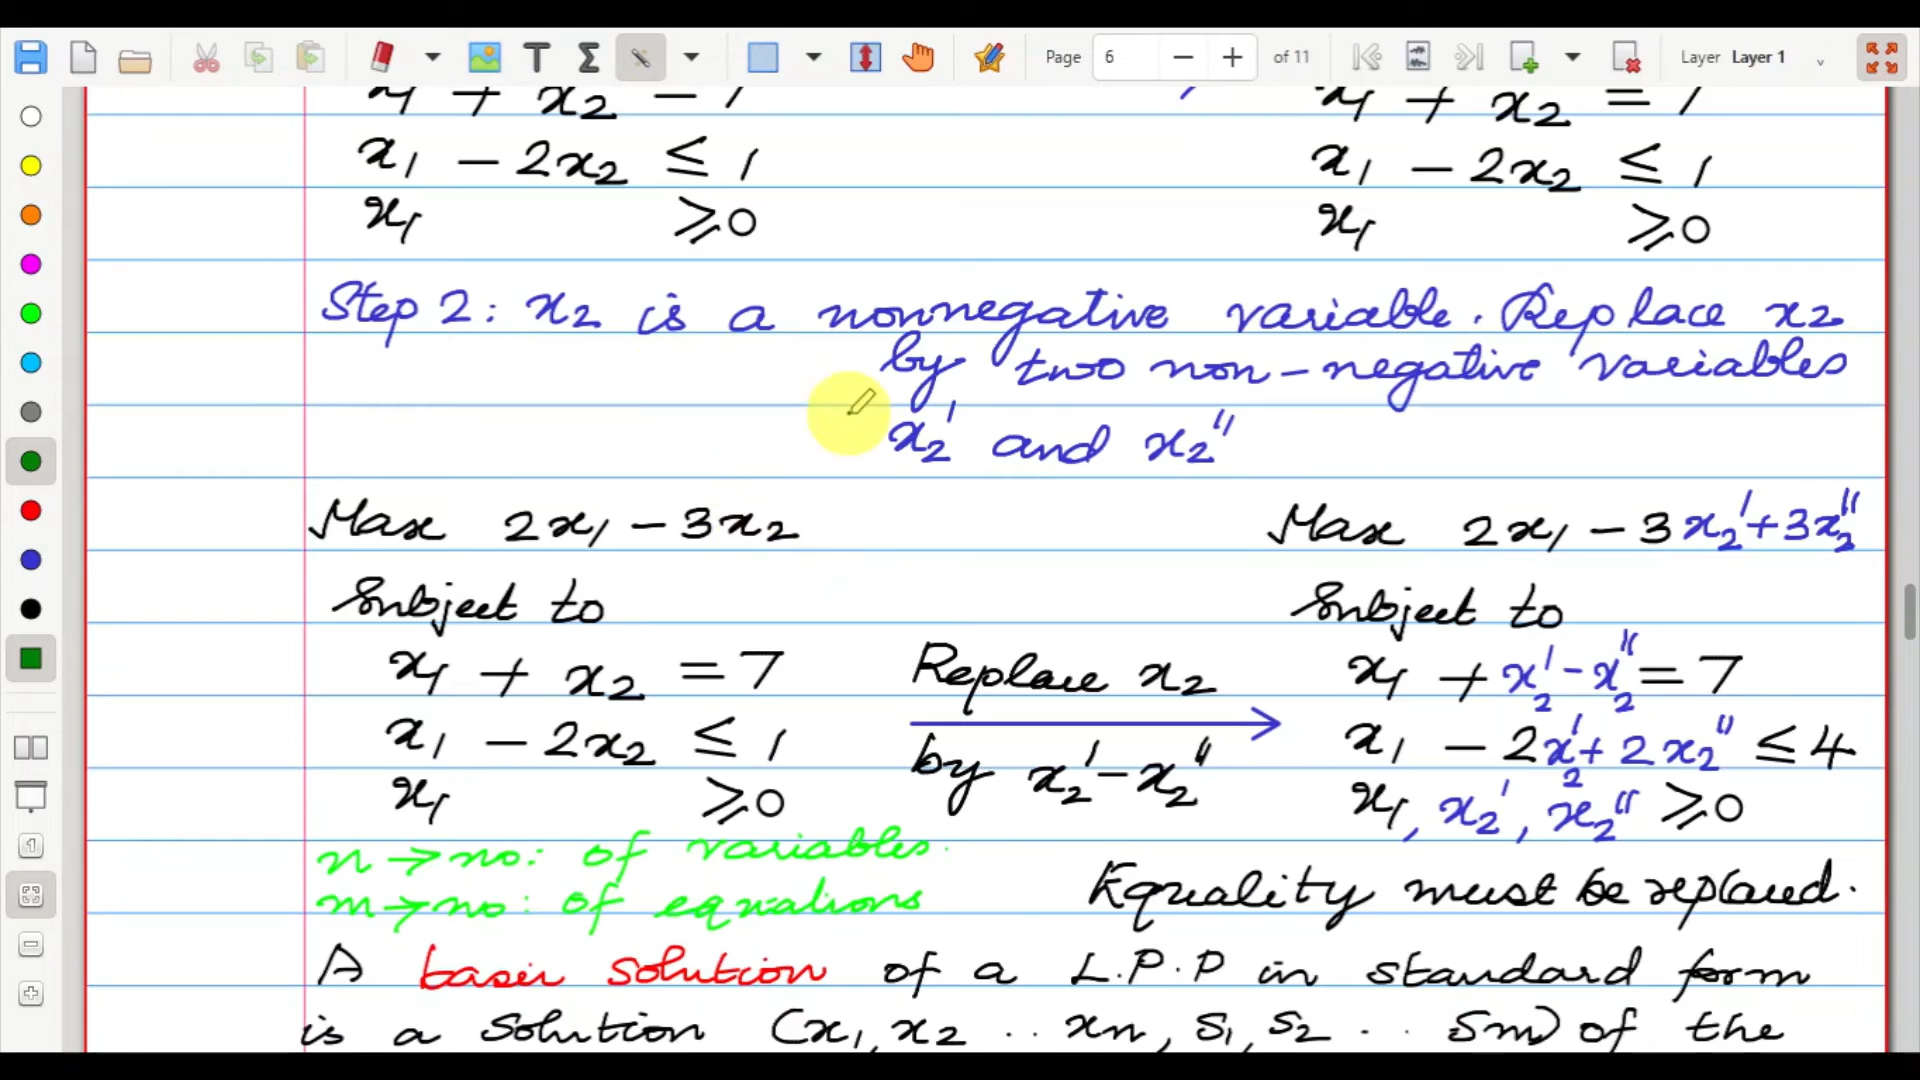 Page 6 of 11 Layer Layer 1
x1 + x2 = 7
x1 + x2 = 7
x1 - 2x2 ≤ 1
x1 - 2x2 ≤ 1
x1 ≥ 0
x1 ≥ 0
Step 2: x2 is a nonnegative variable. Replace x2
by two non-negative variables
x2' and x2''
Max 2x1 - 3x2
Subject to
x1 + x2 = 7
x1 - 2x2 ≤ 1
x1 ≥ 0
Replace x2
by x2' - x2''
Max 2x1 - 3x2' + 3x2''
Subject to
x1 + x2' - x2'' = 7
x1 - 2x2' + 2x2'' ≤ 4
x1, x2', x2'' ≥ 0
n → no: of variables.
m → no: of equations
Equality must be replaced.
A basic solution of a L.P.P in standard form
is a solution (x1, x2 .. xn, s1, s2 .. sm) of the